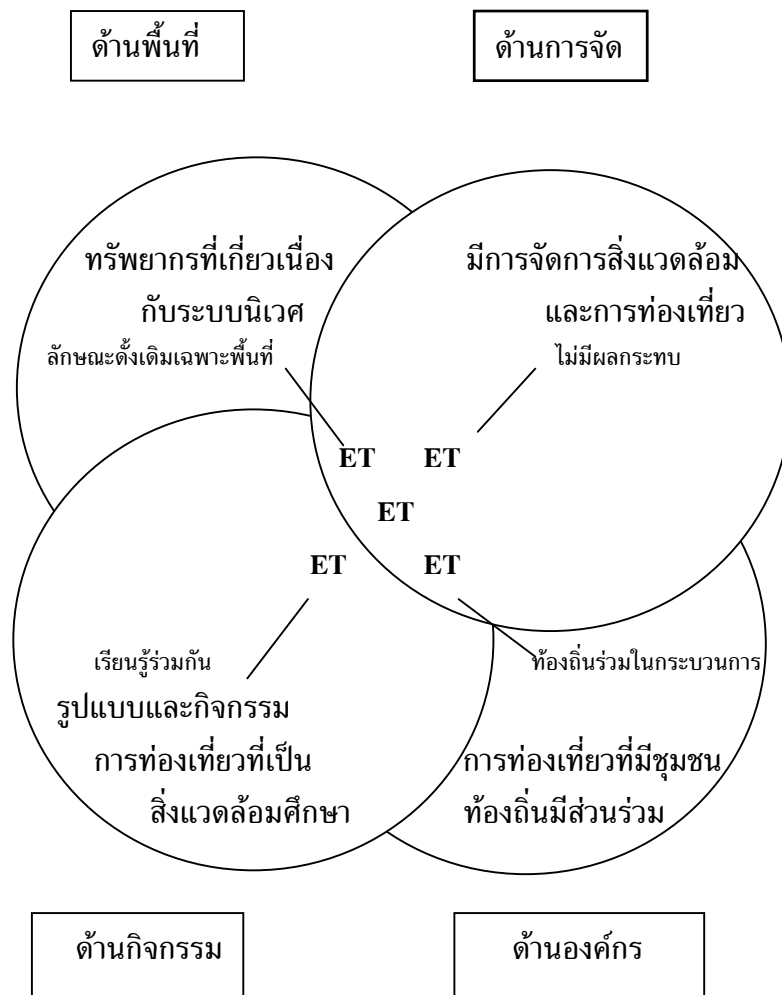 ด้านพื้นที่
ด้านการจัด
ทรัพยากรที่เกี่ยวเนื่อง
กับระบบนิเวศ
ลักษณะดั้งเดิมเฉพาะพื้นที่
มีการจัดการสิ่งแวดล้อม
และการท่องเที่ยว
ไม่มีผลกระทบ
ET ET
ET
ET ET
เรียนรู้ร่วมกัน
รูปแบบและกิจกรรม
การท่องเที่ยวที่เป็น
สิ่งแวดล้อมศึกษา
ท้องถิ่นร่วมในกระบวนการ
การท่องเที่ยวที่มีชุมชน
ท้องถิ่นมีส่วนร่วม
ด้านกิจกรรม
ด้านองค์กร